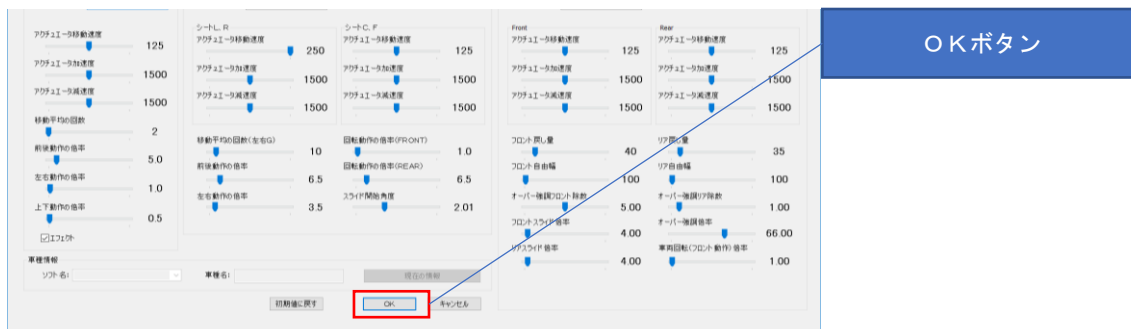 アクチュエータ移動速度
125
アクチュエータ加速度
1500
アクチュエータ減速度
1500
移動平均の回数
2
前後動作の倍率
5.0
左右動作の倍率
1.0
上下動作の倍率
0.5
エフェクト
シートL, R
アクチュエータ移動速度
250
アクチュエータ加速度
1500
アクチュエータ減速度
1500
シートC, F
アクチュエータ移動速度
125
アクチュエータ加速度
1500
アクチュエータ減速度
1500
移動平均の回数(左右G)
10
前後動作の倍率
6.5
左右動作の倍率
3.5
回転動作の倍率(FRONT)
1.0
回転動作の倍率(REAR)
6.5
スライド開始角度
2.01
Front
アクチュエータ移動速度
125
アクチュエータ加速度
1500
アクチュエータ減速度
1500
Rear
アクチュエータ移動速度
125
アクチュエータ加速度
1500
アクチュエータ減速度
1500
フロント戻し量
40
フロント自由幅
100
オーバー強調フロント除数
5.00
フロントスライド倍率
4.00
リアスライド倍率
4.00
リア戻し量
35
リア自由幅
100
オーバー強調リア除数
1.00
オーバー強調倍率
66.00
車両回転(フロント動作)倍率
1.00
車種情報
ソフト名:
車種名:
現在の情報
初期値に戻す
OK
キャンセル
ＯＫボタン